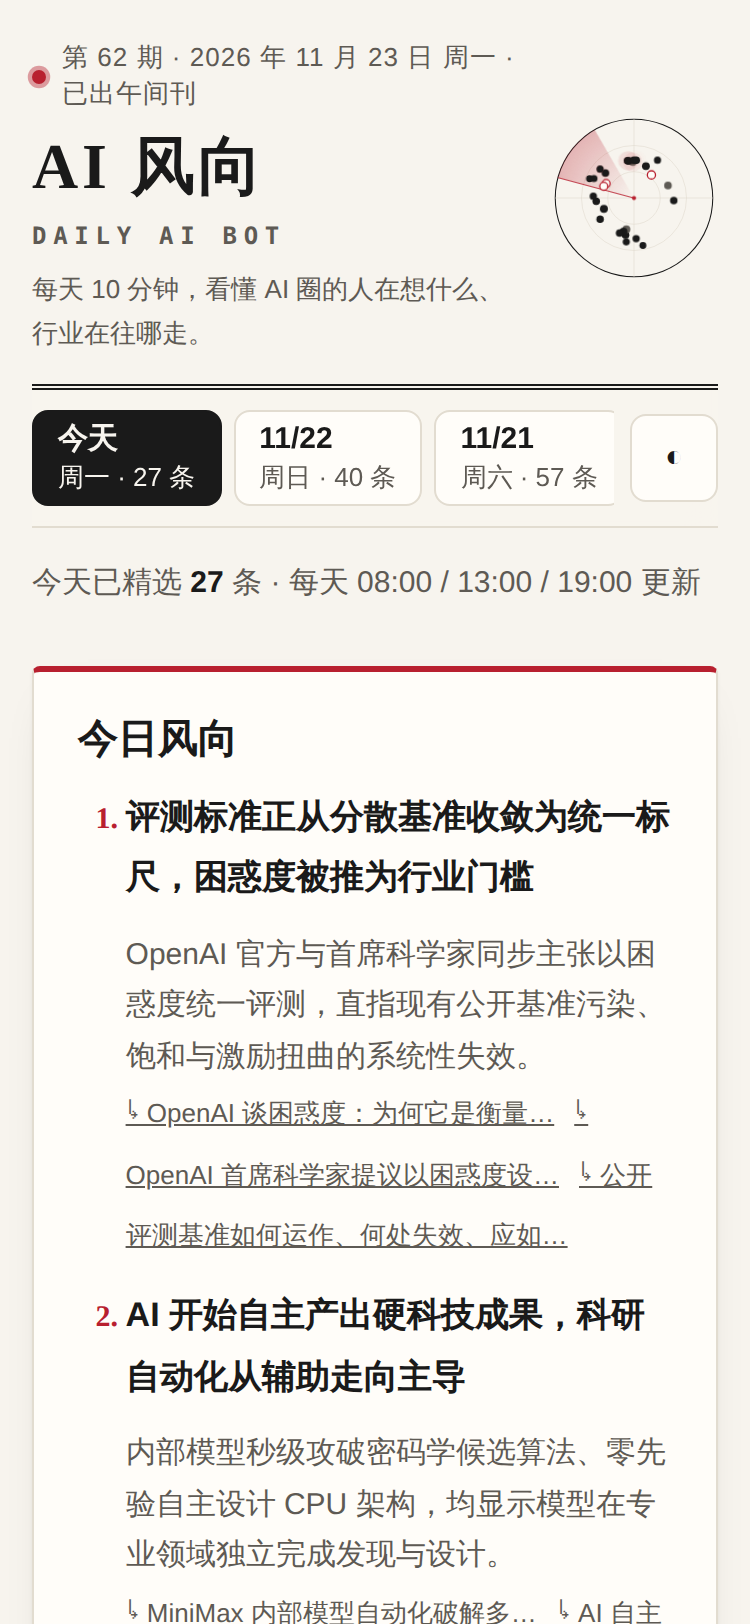 第 62 期 · 2026 年 11 月 23 日 周一 ·
已出午间刊
AI 风向
DAILY AI BOT
每天 10 分钟，看懂 AI 圈的人在想什么、
行业在往哪走。
今天
周一 · 27 条
11/22
周日 · 40 条
11/21
周六 · 57 条
今天已精选 27 条 · 每天 08:00 / 13:00 / 19:00 更新
今日风向
1. 评测标准正从分散基准收敛为统一标
尺，困惑度被推为行业门槛
OpenAI 官方与首席科学家同步主张以困
惑度统一评测，直指现有公开基准污染、
饱和与激励扭曲的系统性失效。
↳ OpenAI 谈困惑度：为何它是衡量… ↳
OpenAI 首席科学家提议以困惑度设… ↳ 公开
评测基准如何运作、何处失效、应如…
2. AI 开始自主产出硬科技成果，科研
自动化从辅助走向主导
内部模型秒级攻破密码学候选算法、零先
验自主设计 CPU 架构，均显示模型在专
业领域独立完成发现与设计。
↳ MiniMax 内部模型自动化破解多… ↳ AI 自主